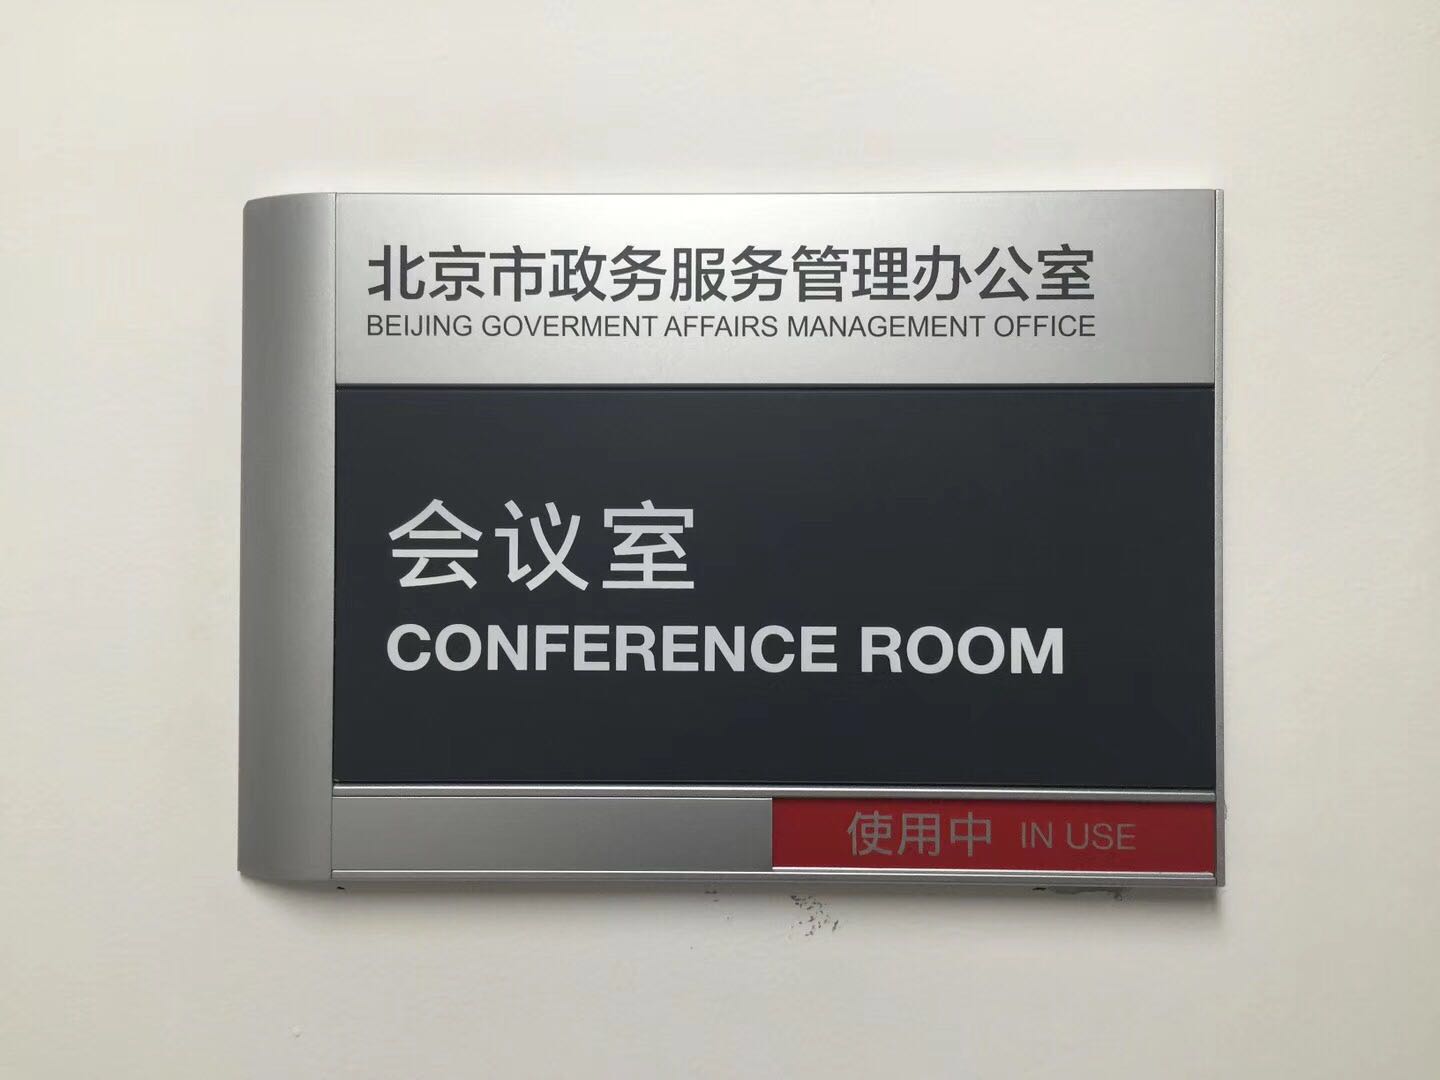 北京市政务服务管理办公室
BEIJING GOVERMENT AFFAIRS MANAGEMENT OFFICE
会议室
CONFERENCE ROOM
使用中 IN USE